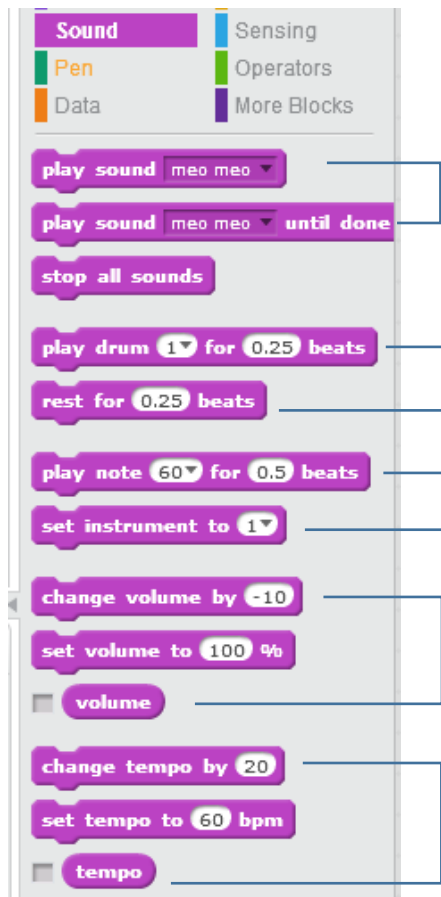 Sound Sensing
Pen Operators
Data More Blocks
play sound meo meo
play sound meo meo until done
stop all sounds
play drum 1 for 0.25 beats
rest for 0.25 beats
play note 60 for 0.5 beats
set instrument to 1
change volume by -10
set volume to 100 %
volume
change tempo by 20
set tempo to 60 bpm
tempo